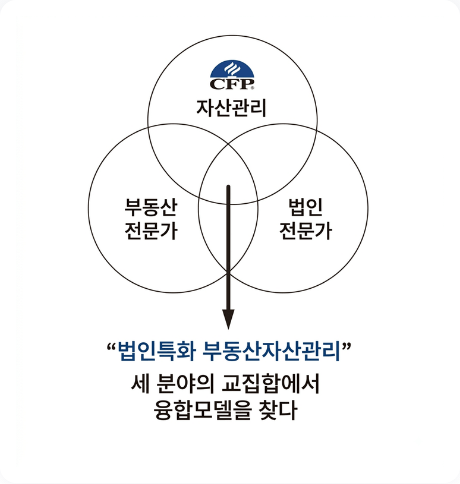 CFP®
자산관리
부동산
전문가
법인
전문가
“법인특화 부동산자산관리”
세 분야의 교집합에서
융합모델을 찾다